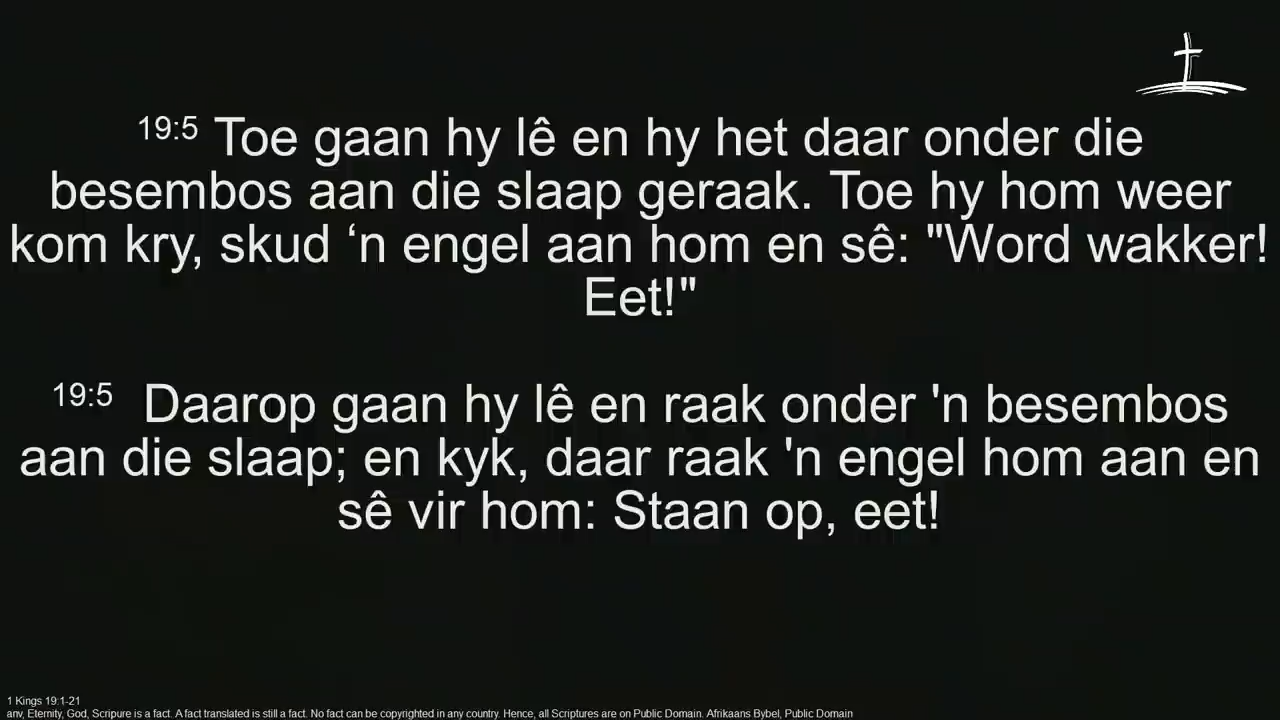 19:5 Toe gaan hy lê en hy het daar onder die
besembos aan die slaap geraak. Toe hy hom weer
kom kry, skud ‘n engel aan hom en sê: "Word wakker!
Eet!"
19:5 Daarop gaan hy lê en raak onder 'n besembos
aan die slaap; en kyk, daar raak 'n engel hom aan en
sê vir hom: Staan op, eet!
1 Kings 19:1-21
anv, Eternity, God, Scripure is a fact. A fact translated is still a fact. No fact can be copyrighted in any country. Hence, all Scriptures are on Public Domain. Afrikaans Bybel, Public Domain